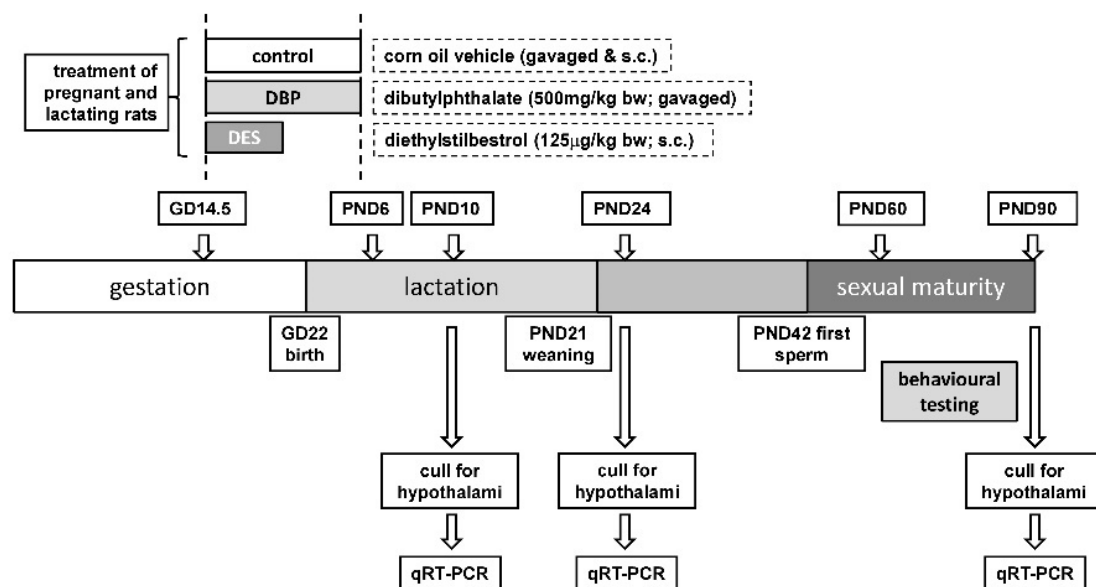 treatment of
pregnant and
lactating rats
control
corn oil vehicle (gavaged & s.c.)
DBP
dibutylphthalate (500mg/kg bw; gavaged)
DES
diethylstilbestrol (125µg/kg bw; s.c.)
GD14.5
PND6
PND10
PND24
PND60
PND90
gestation
lactation
sexual maturity
GD22
birth
PND21
weaning
PND42 first
sperm
behavioural
testing
cull for
hypothalami
cull for
hypothalami
cull for
hypothalami
qRT-PCR
qRT-PCR
qRT-PCR